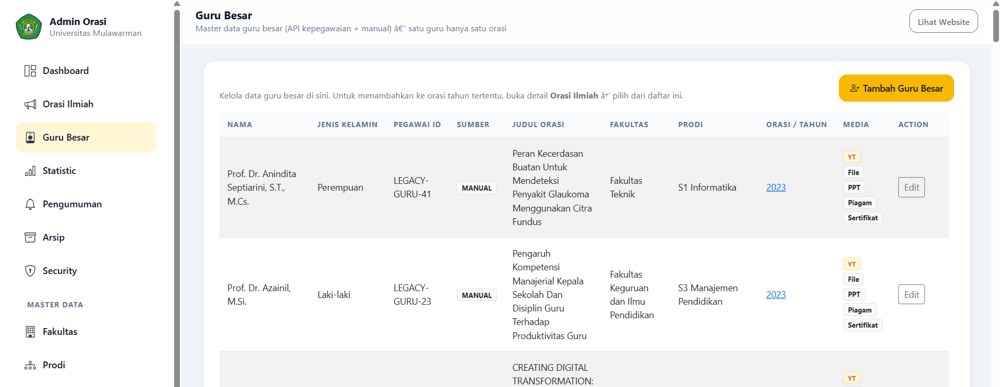 Admin Orasi
Universitas Mulawarman
Dashboard
Orasi Ilmiah
Guru Besar
Statistic
Pengumuman
Arsip
Security
MASTER DATA
Fakultas
Prodi
Guru Besar
Master data guru besar (API kepegawaian + manual) â€” satu guru hanya satu orasi
Lihat Website
Tambah Guru Besar
Kelola data guru besar di sini. Untuk menambahkan ke orasi tahun tertentu, buka detail Orasi Ilmiah â†’ pilih dari daftar ini.
NAMA JENIS KELAMIN PEGAWAI ID SUMBER JUDUL ORASI FAKULTAS PRODI ORASI / TAHUN MEDIA ACTION
Prof. Dr. Anindita
Septiarini, S.T.,
M.Cs.
Perempuan
LEGACY-
GURU-41
MANUAL
Peran Kecerdasan
Buatan Untuk
Mendeteksi
Penyakit Glaukoma
Menggunakan Citra
Fundus
Fakultas
Teknik
S1 Informatika
2023
YT
File
PPT
Piagam
Sertifikat
Edit
Prof. Dr. Azainil,
M.Si.
Laki-laki
LEGACY-
GURU-23
MANUAL
Pengaruh
Kompetensi
Manajerial Kepala
Sekolah Dan
Disiplin Guru
Terhadap
Produktivitas Guru
Fakultas
Keguruan
dan Ilmu
Pendidikan
S3 Manajemen
Pendidikan
2023
YT
File
PPT
Piagam
Sertifikat
Edit
CREATING DIGITAL
TRANSFORMATION:
YT